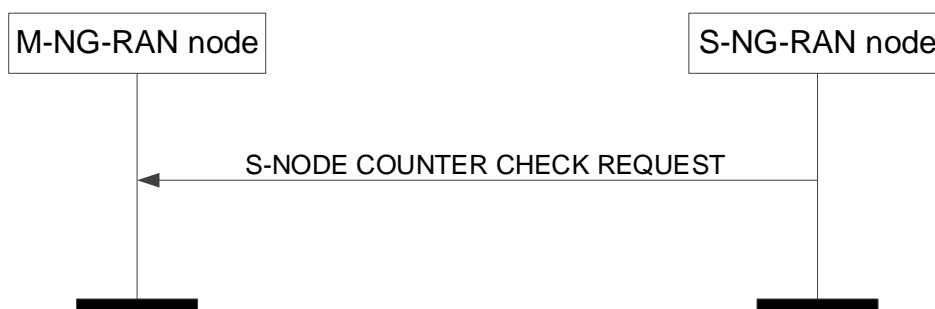 M-NG-RAN node
S-NG-RAN node
S-NODE COUNTER CHECK REQUEST